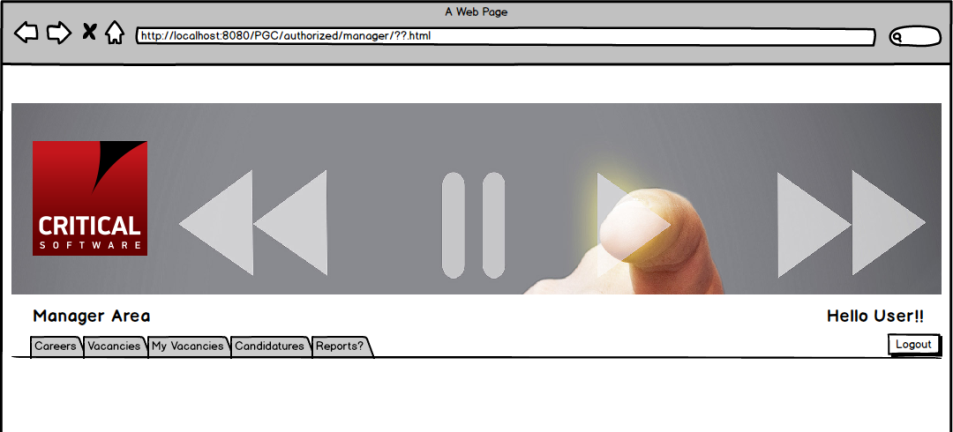 A Web Page
http://localhost:8080/PGC/authorized/manager/??.html
CRITICAL
SOFTWARE
Manager Area
Hello User!!
Careers Vacancies My Vacancies Candidatures Reports?
Logout